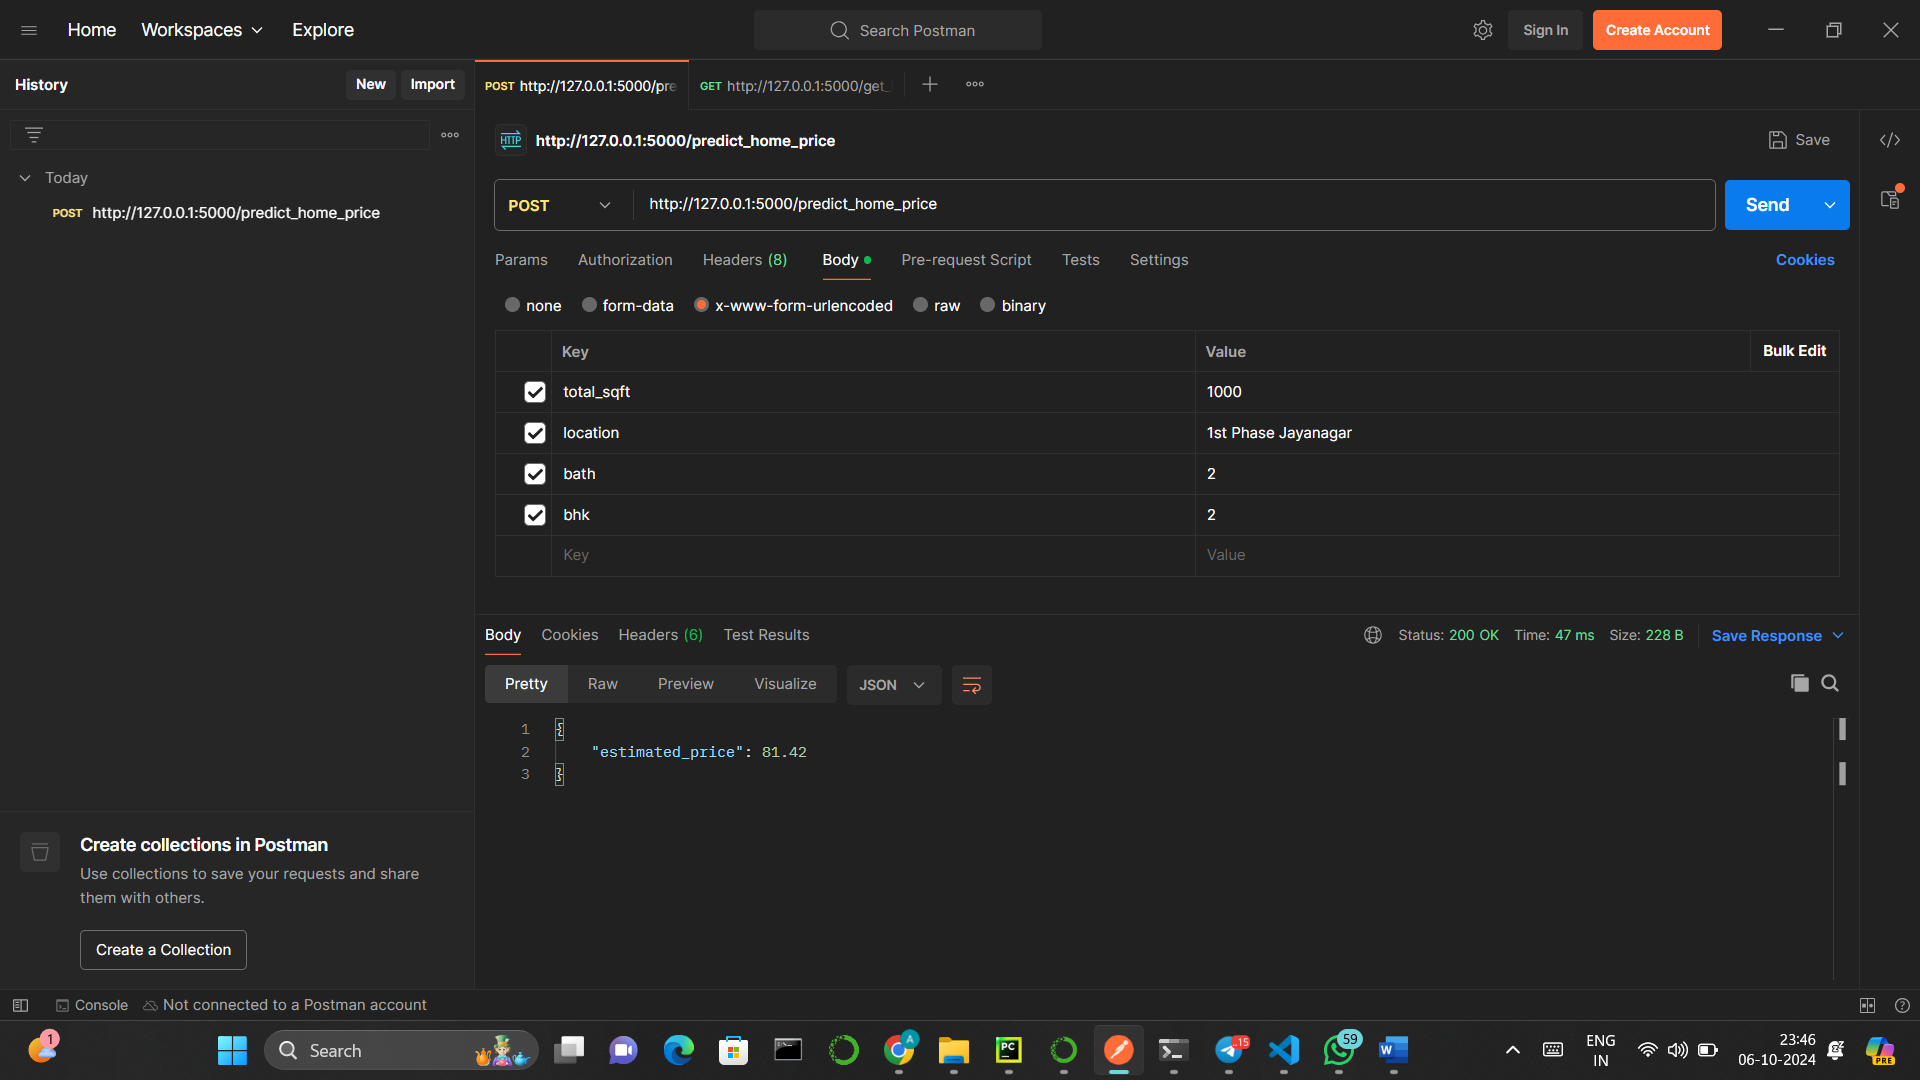 Home Workspaces Explore Search Postman Sign In Create Account
History New Import
POST http://127.0.0.1:5000/pre GET http://127.0.0.1:5000/get_
HTTP http://127.0.0.1:5000/predict_home_price Save
Today
POST http://127.0.0.1:5000/predict_home_price
POST http://127.0.0.1:5000/predict_home_price Send
Params Authorization Headers (8) Body Pre-request Script Tests Settings Cookies
none form-data x-www-form-urlencoded raw binary
Key Value Bulk Edit
total_sqft 1000
location 1st Phase Jayanagar
bath 2
bhk 2
Key Value
Body Cookies Headers (6) Test Results Status: 200 OK Time: 47 ms Size: 228 B Save Response
Pretty Raw Preview Visualize JSON
1 {
2 "estimated_price": 81.42
3 }
Create collections in Postman
Use collections to save your requests and share
them with others.
Create a Collection
Console Not connected to a Postman account
1 Search A PC ..15 59 W ENG
IN
23:46
06-10-2024
PRE